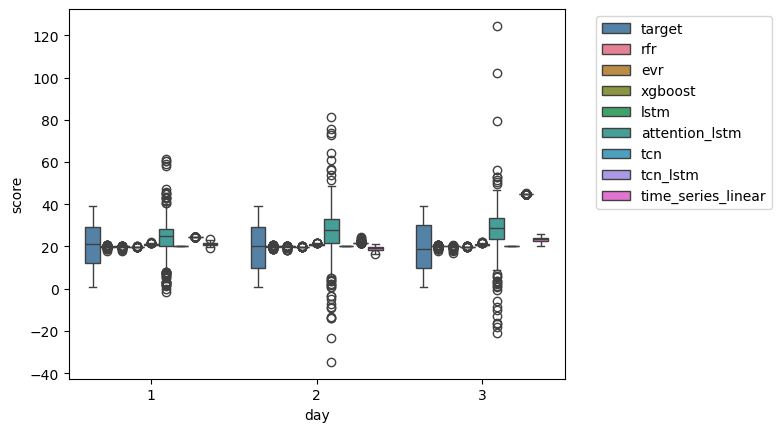 120
100
80
60
40
20
0
−20
−40
score
1
2
3
day
target
rfr
evr
xgboost
lstm
attention_lstm
tcn
tcn_lstm
time_series_linear